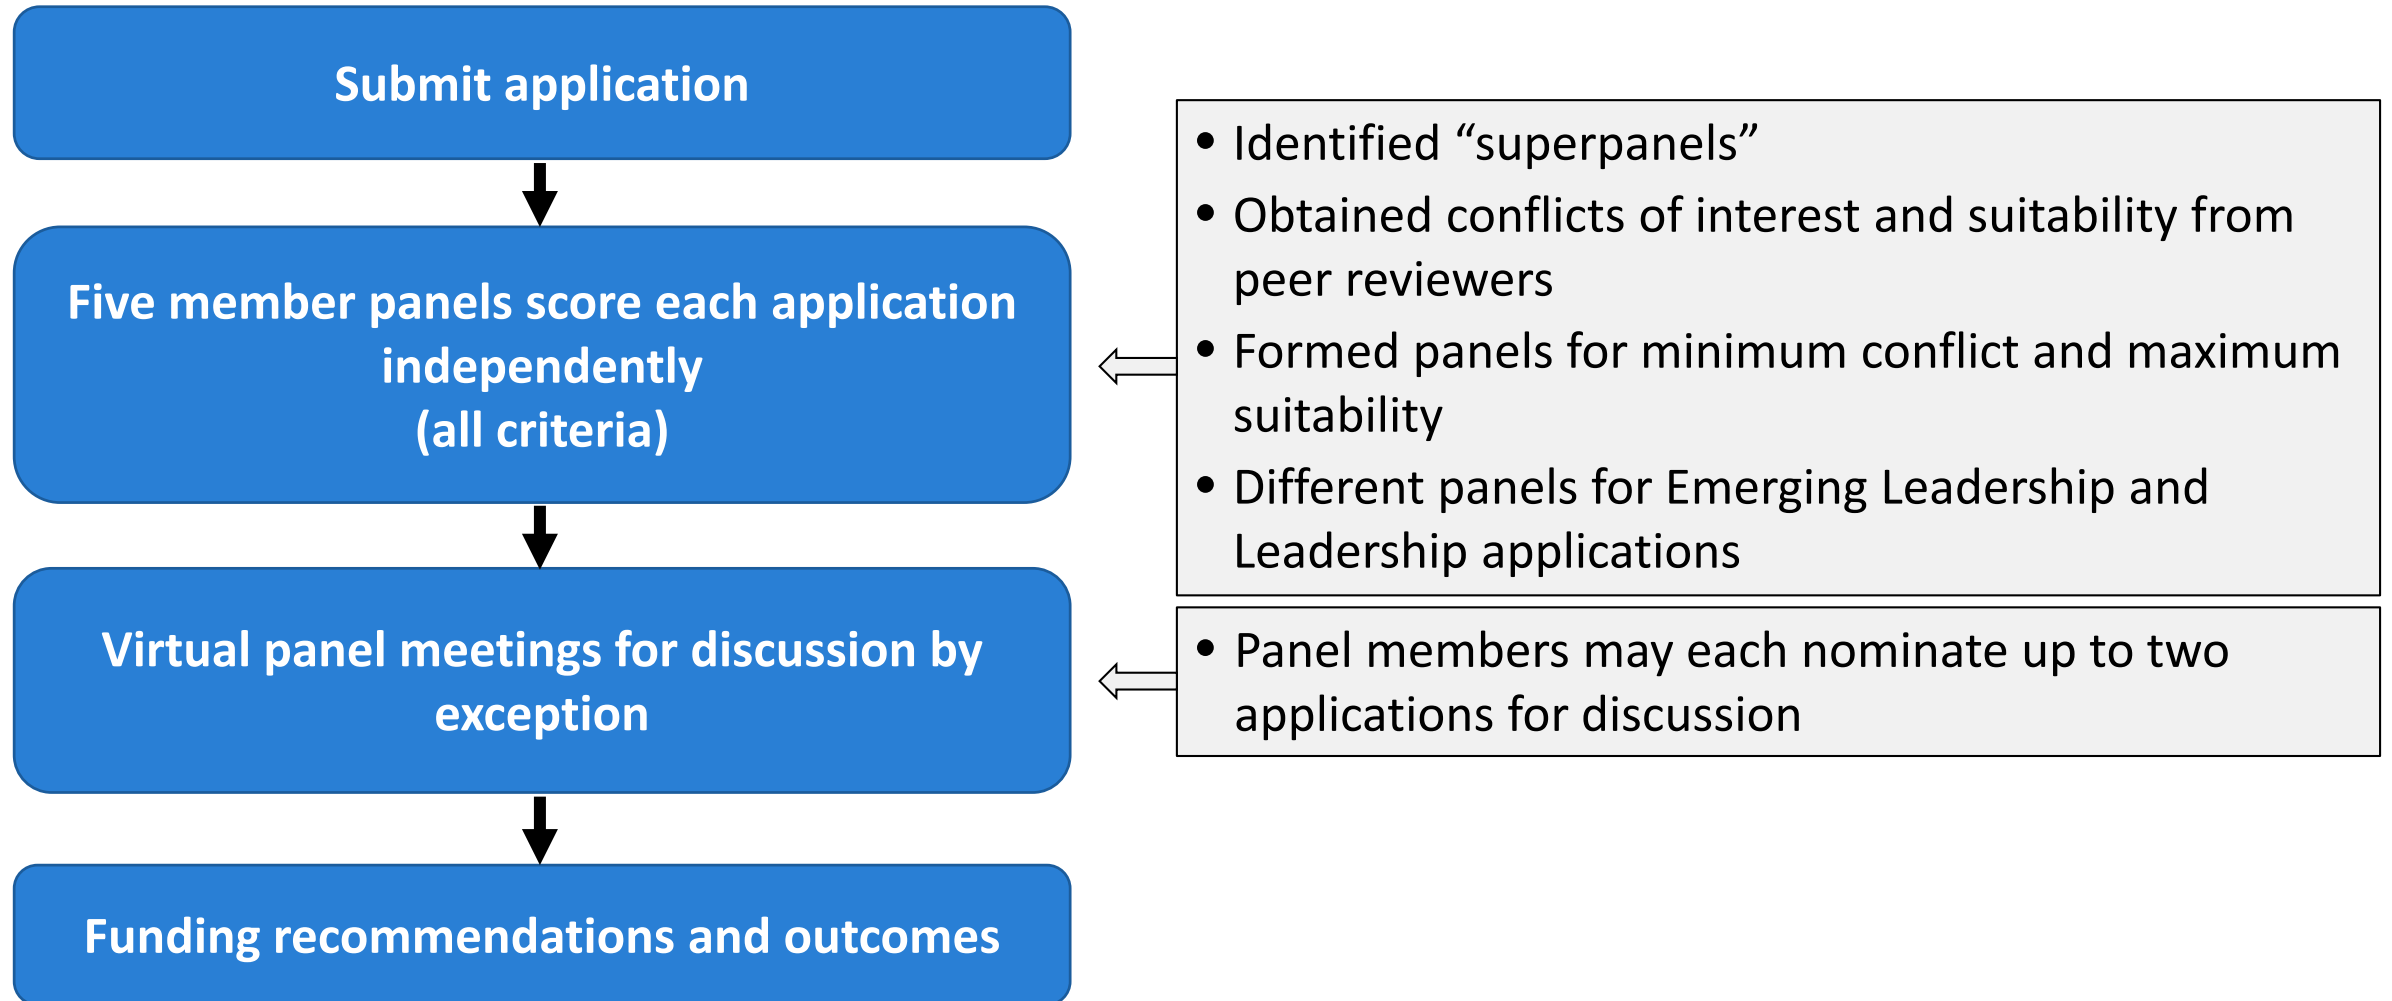 Submit application
Five member panels score each application
independently
(all criteria)
Virtual panel meetings for discussion by
exception
Funding recommendations and outcomes
• Identified “superpanels”
• Obtained conflicts of interest and suitability from
peer reviewers
• Formed panels for minimum conflict and maximum
suitability
• Different panels for Emerging Leadership and
Leadership applications
• Panel members may each nominate up to two
applications for discussion